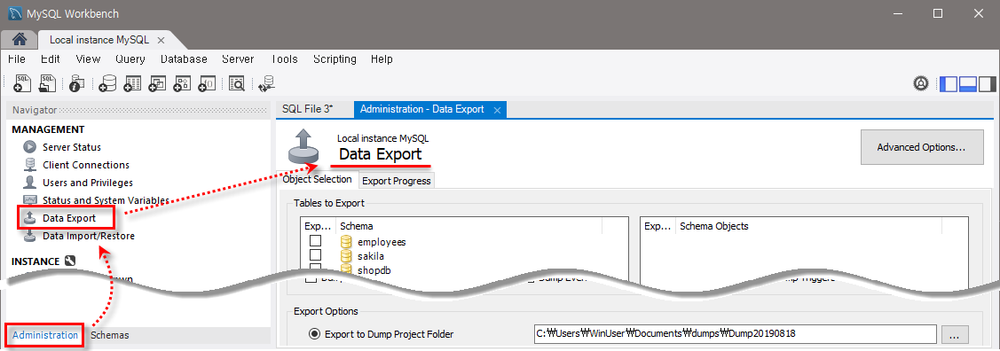 MySQL Workbench
Local instance MySQL
File Edit View Query Database Server Tools Scripting Help
Navigator
SQL File 3* Administration - Data Export
MANAGEMENT
Server Status
Client Connections
Users and Privileges
Status and System Variables
Data Export
Data Import/Restore
INSTANCE
Administration Schemas
Local instance MySQL
Data Export
Advanced Options...
Object Selection Export Progress
Tables to Export
Exp... Schema
employees
sakila
shopdb
Exp... Schema Objects
Export Options
Export to Dump Project Folder
C:₩Users₩WinUser₩Documents₩dumps₩Dump20190818
...